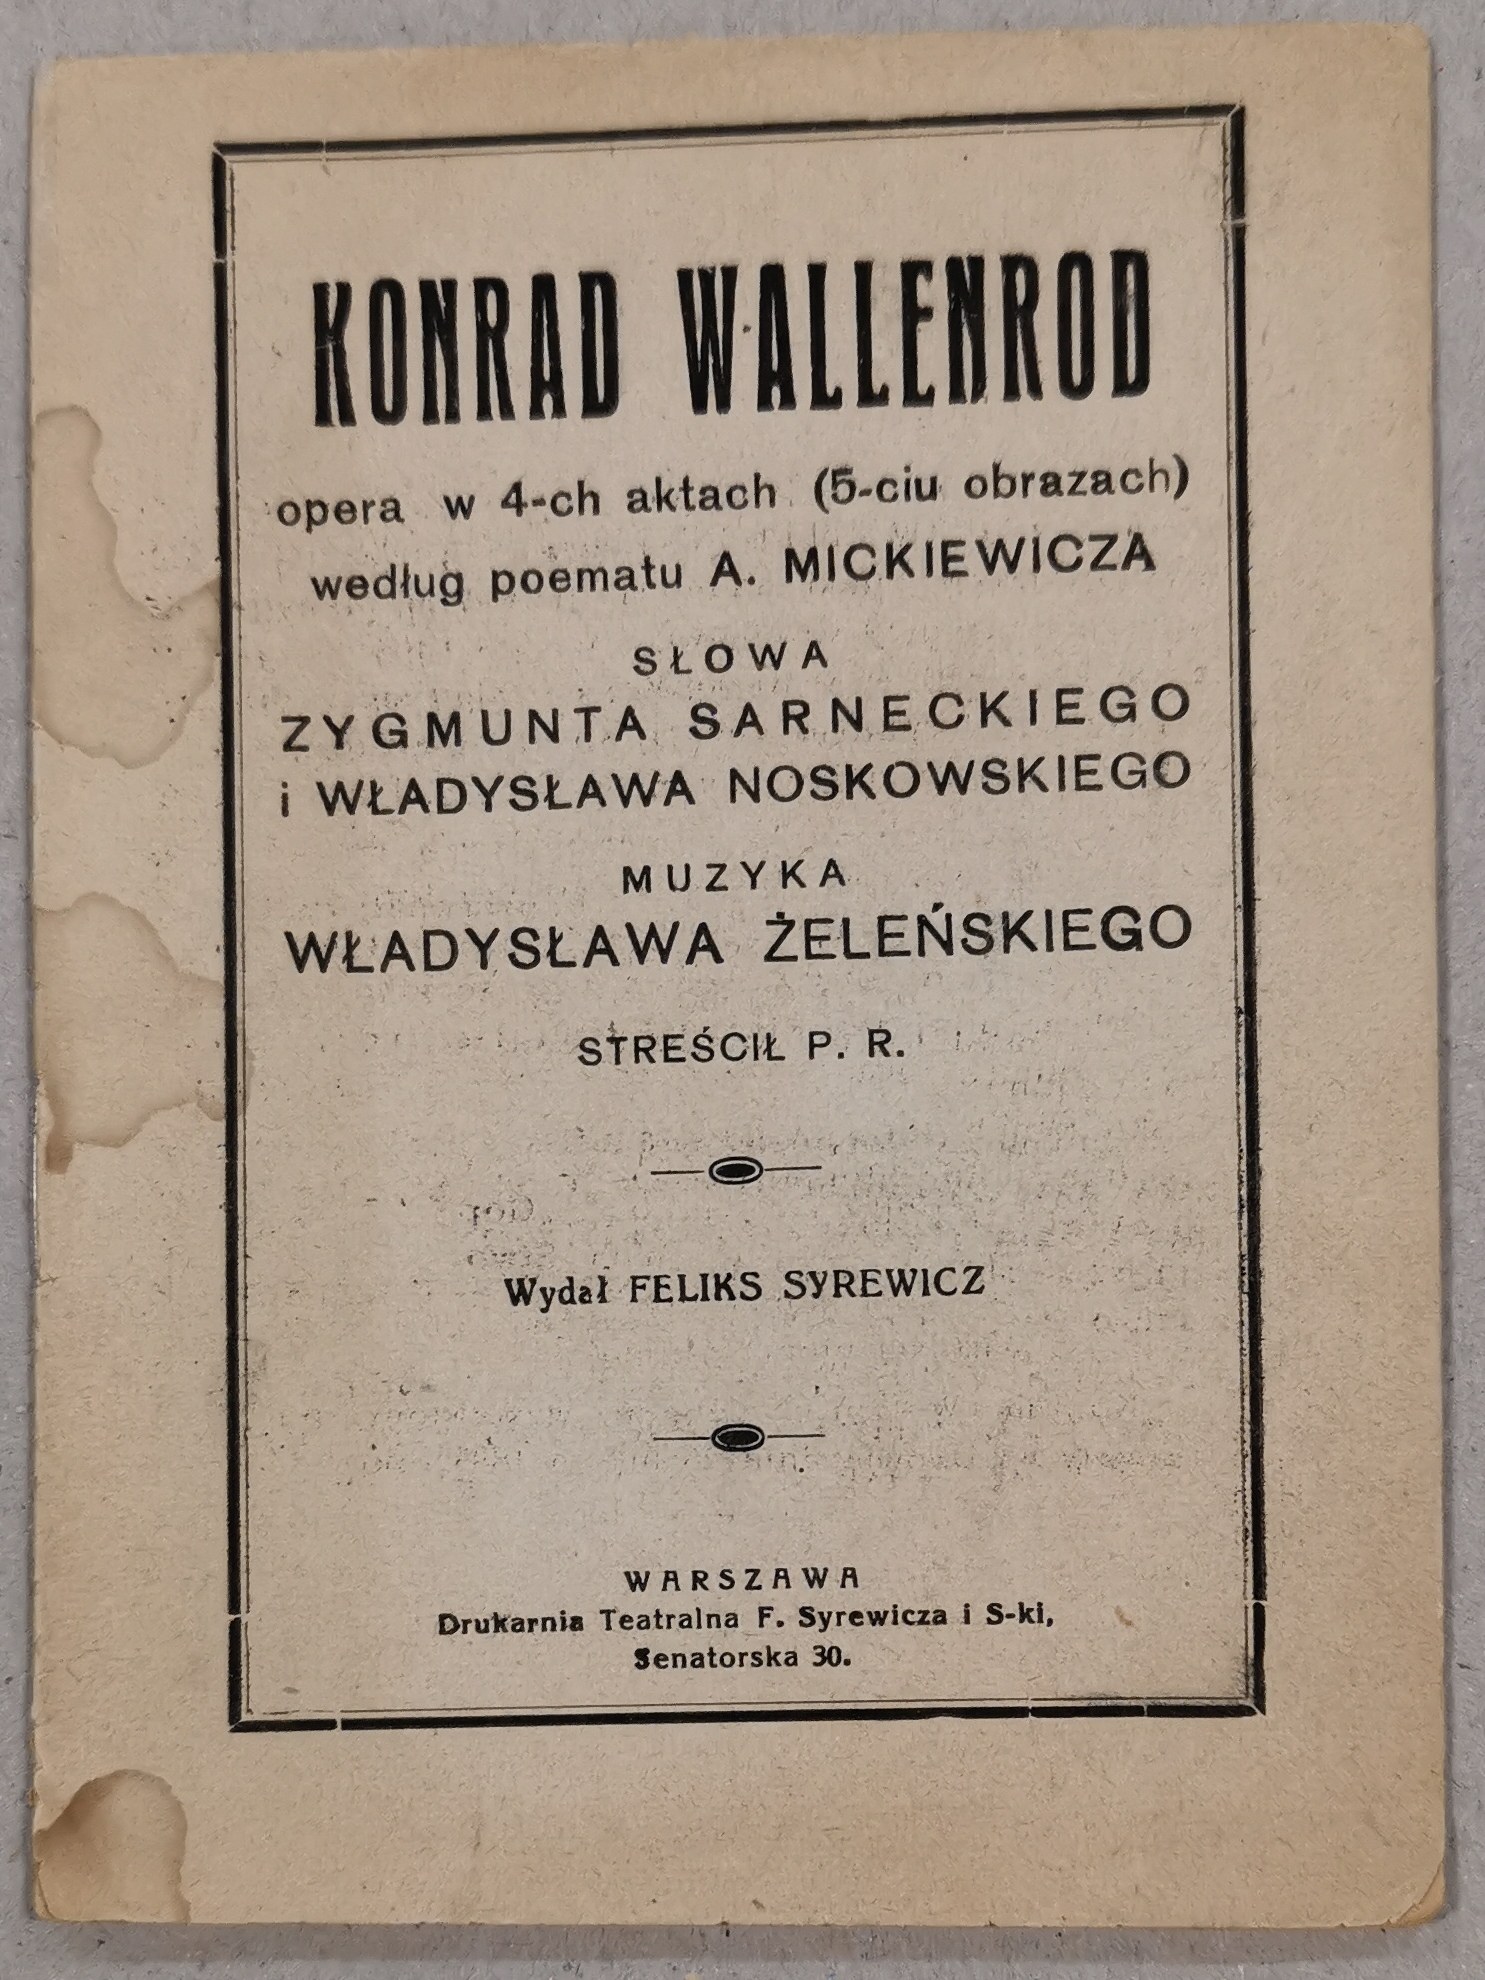 KONRAD WALLENROD
opera w 4-ch aktach (5-ciu obrazach)
według poematu A. MICKIEWICZA
SŁOWA
ZYGMUNTA SARNECKIEGO
i WŁADYSŁAWA NOSKOWSKIEGO
MUZYKA
WŁADYSŁAWA ŻELEŃSKIEGO
STREŚCIŁ P. R.
Wydał FELIKS SYREWICZ
WARSZAWA
Drukarnia Teatralna F. Syrewicza i S-ki,
Senatorska 30.